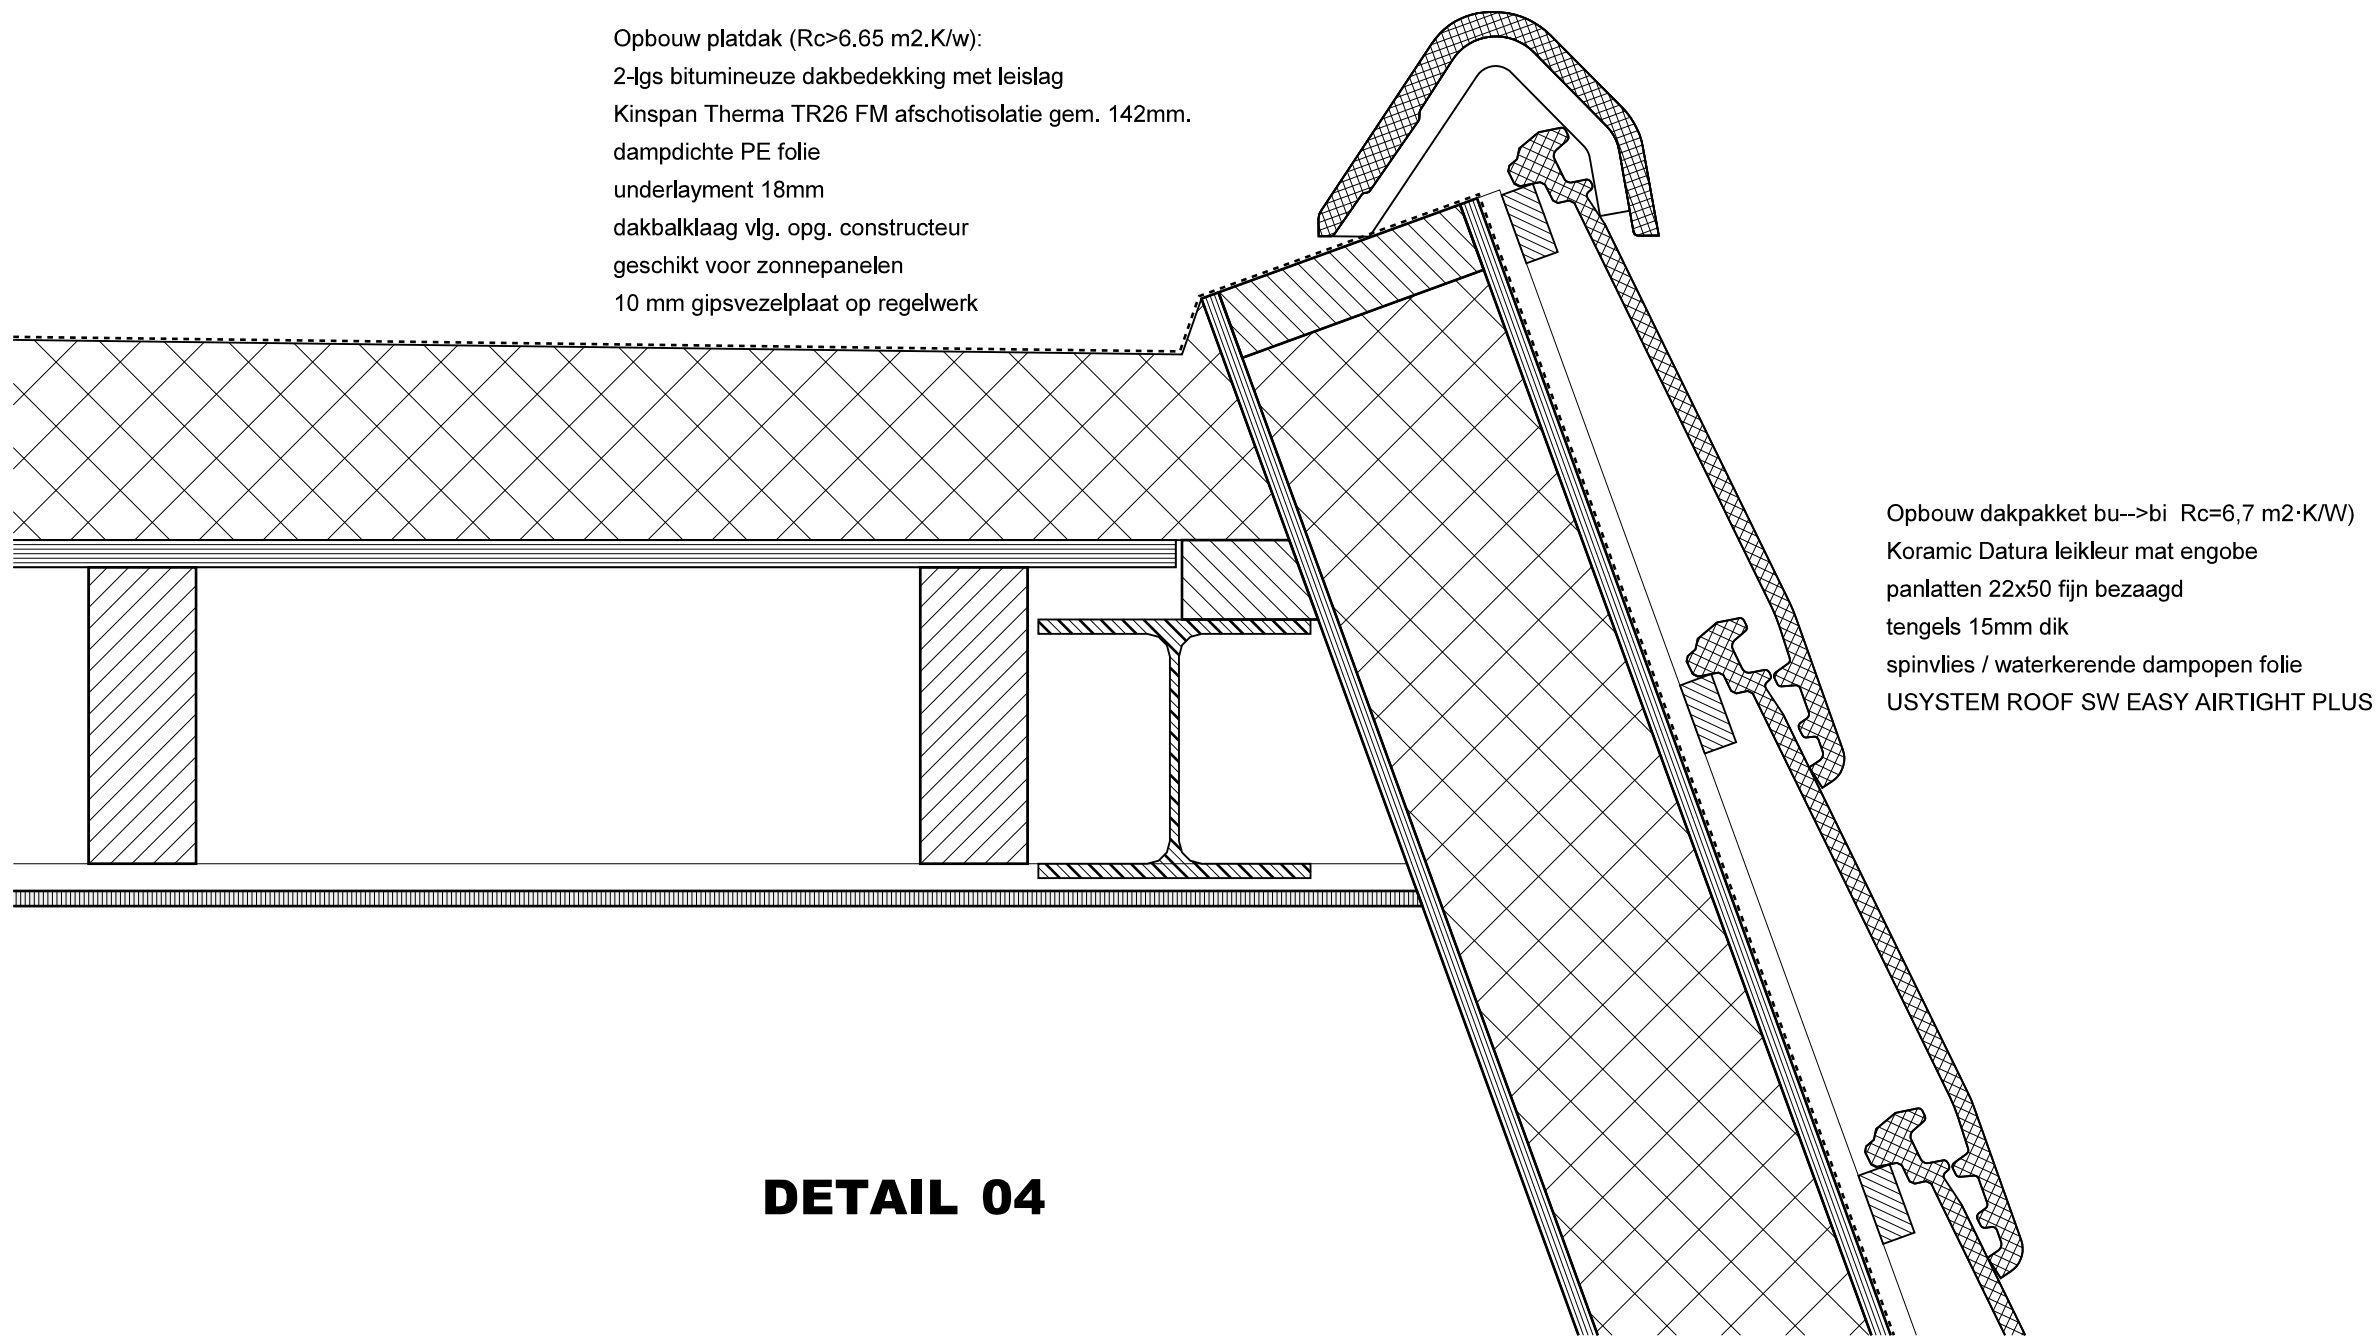 Opbouw platdak (Rc>6.65 m2.K/w):
2-lgs bitumineuze dakbedekking met leislag
Kinspan Therma TR26 FM afschotisolatie gem. 142mm.
dampdichte PE folie
underlayment 18mm
dakbalklaag vlg. opg. constructeur
geschikt voor zonnepanelen
10 mm gipsvezelplaat op regelwerk
Opbouw dakpakket bu-->bi  Rc=6,7 m2·K/W)
Koramic Datura leikleur mat engobe
panlatten 22x50 fijn bezaagd
tengels 15mm dik
spinvlies / waterkerende dampopen folie
USYSTEM ROOF SW EASY AIRTIGHT PLUS
DETAIL 04